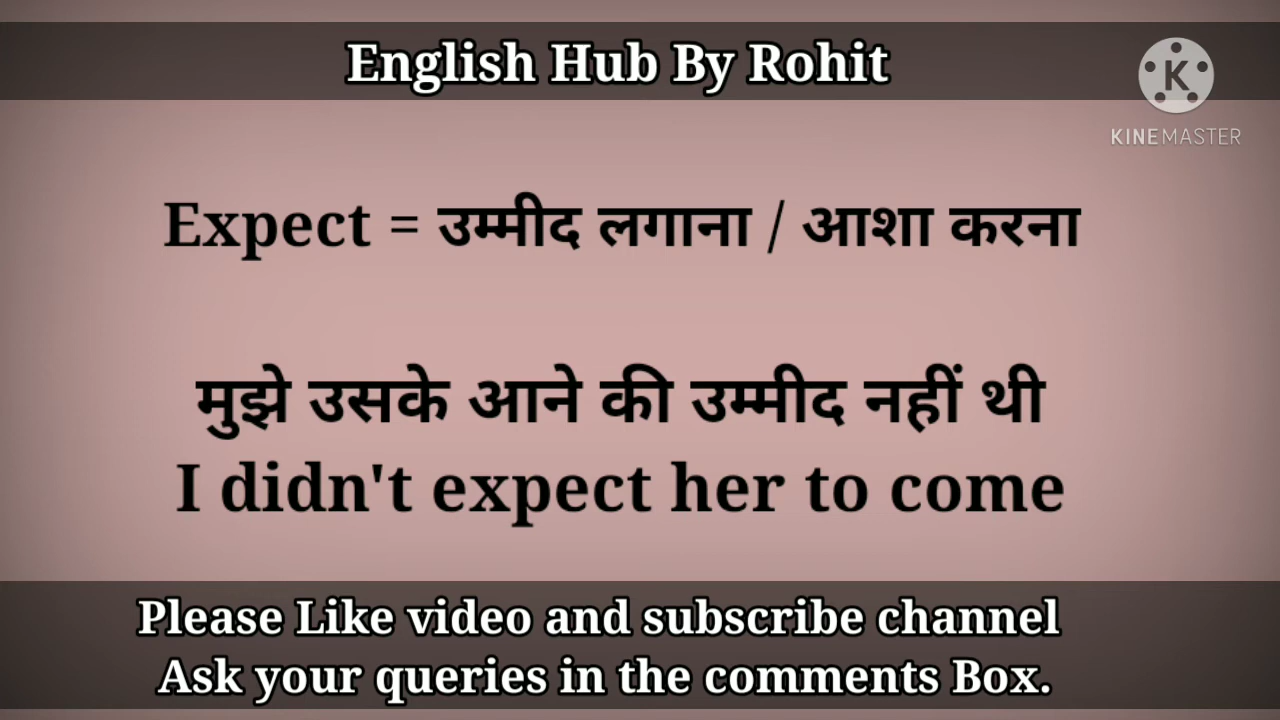 English Hub By Rohit
K
KINEMASTER
Expect = उम्मीद लगाना / आशा करना
मुझे उसके आने की उम्मीद नहीं थी
I didn't expect her to come
Please Like video and subscribe channel
Ask your queries in the comments Box.